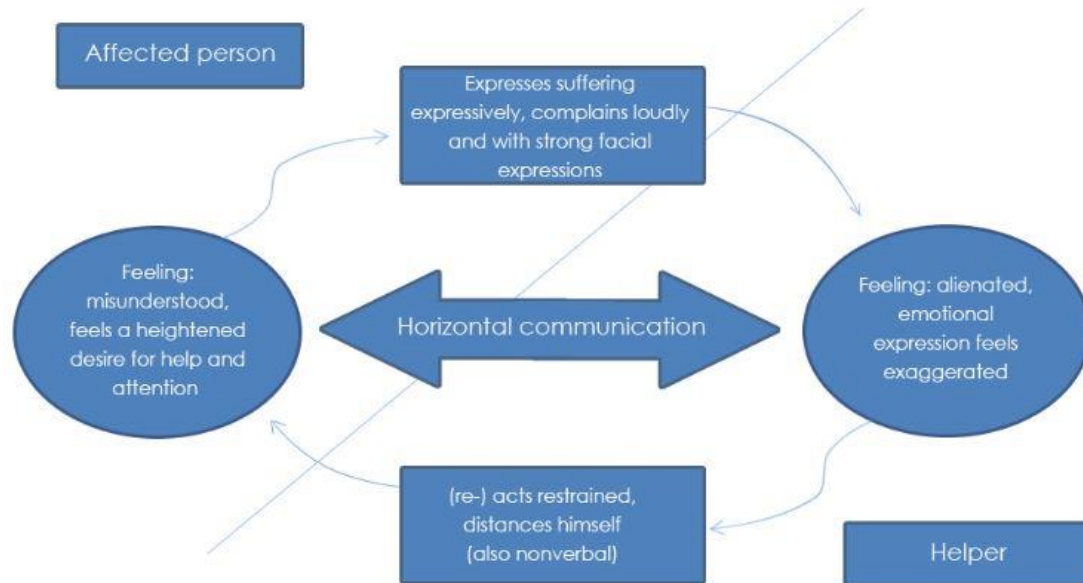 Affected person
Expresses suffering
expressively, complains loudly
and with strong facial
expressions
Feeling:
misunderstood,
feels a heightened
desire for help and
attention
Horizontal communication
Feeling: alienated,
emotional
expression feels
exaggerated
(re-) acts restrained,
distances himself
(also nonverbal)
Helper